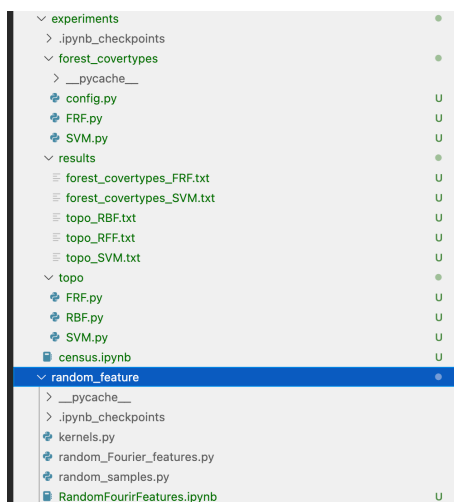 experiments
.ipynb_checkpoints
forest_covertypes
__pycache__
config.py U
FRF.py U
SVM.py U
results
forest_covertypes_FRF.txt U
forest_covertypes_SVM.txt U
topo_RBF.txt U
topo_RFF.txt U
topo_SVM.txt U
topo
FRF.py U
RBF.py U
SVM.py U
census.ipynb U
random_feature
__pycache__
.ipynb_checkpoints
kernels.py
random_Fourier_features.py
random_samples.py
RandomFourirFeatures.ipynb U